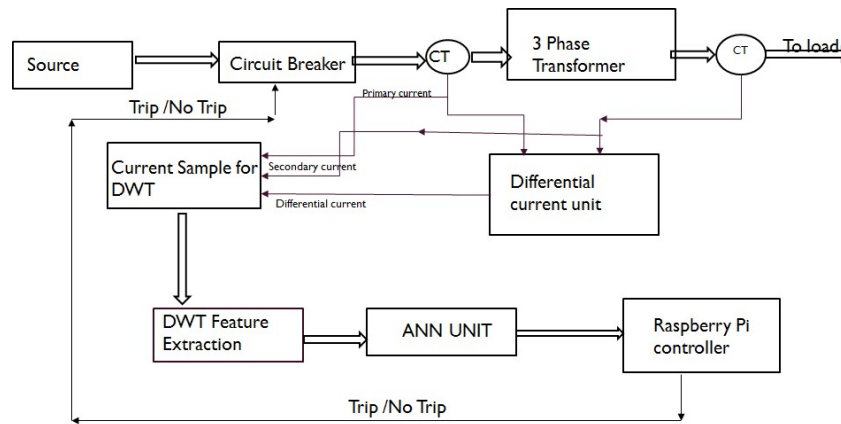 Source
Circuit Breaker
CT
3 Phase
Transformer
CT
To load
Trip /No Trip
Primary current
Current Sample for
DWT
Secondary current
Differential current
Differential
current unit
DWT Feature
Extraction
ANN UNIT
Raspberry Pi
controller
Trip /No Trip